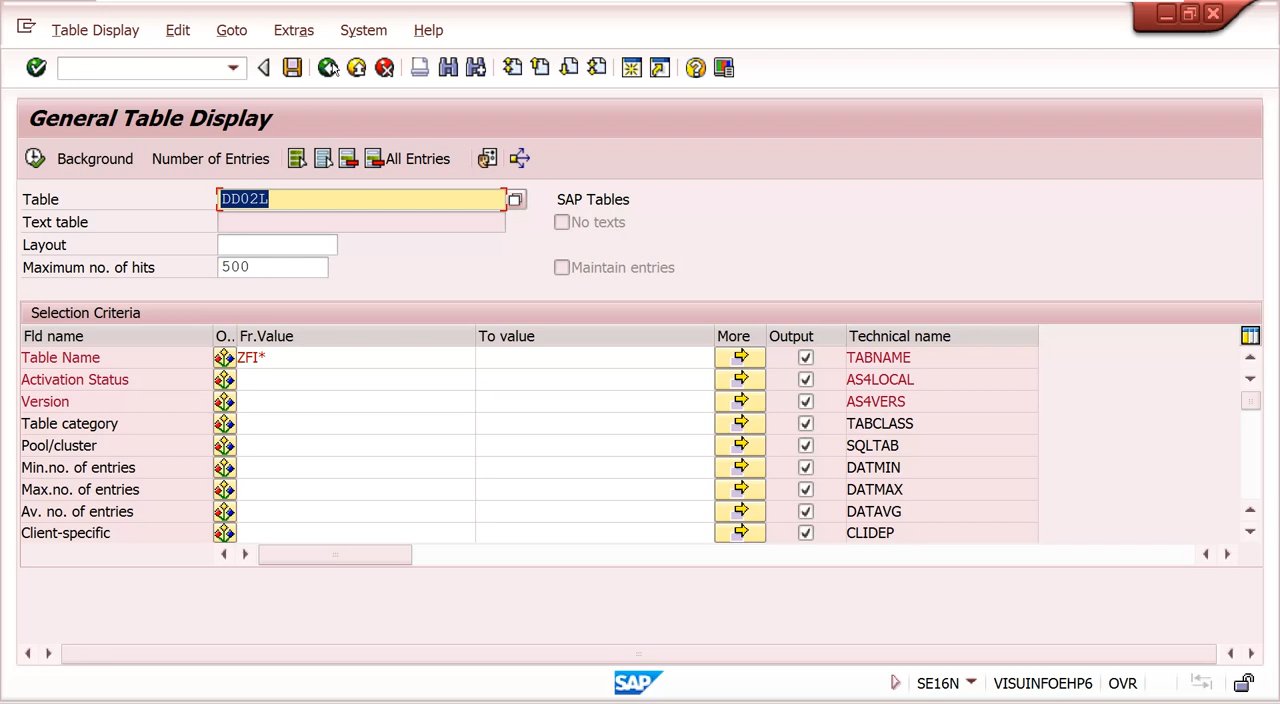 Table Display Edit Goto Extras System Help
General Table Display
Background Number of Entries All Entries
Table DD02L SAP Tables
Text table No texts
Layout
Maximum no. of hits 500 Maintain entries
Selection Criteria
Fld name O.. Fr.Value To value More Output Technical name
Table Name ZFI* TABNAME
Activation Status AS4LOCAL
Version AS4VERS
Table category TABCLASS
Pool/cluster SQLTAB
Min.no. of entries DATMIN
Max.no. of entries DATMAX
Av. no. of entries DATAVG
Client-specific CLIDEP
SAP SE16N VISUINFOEHP6 OVR